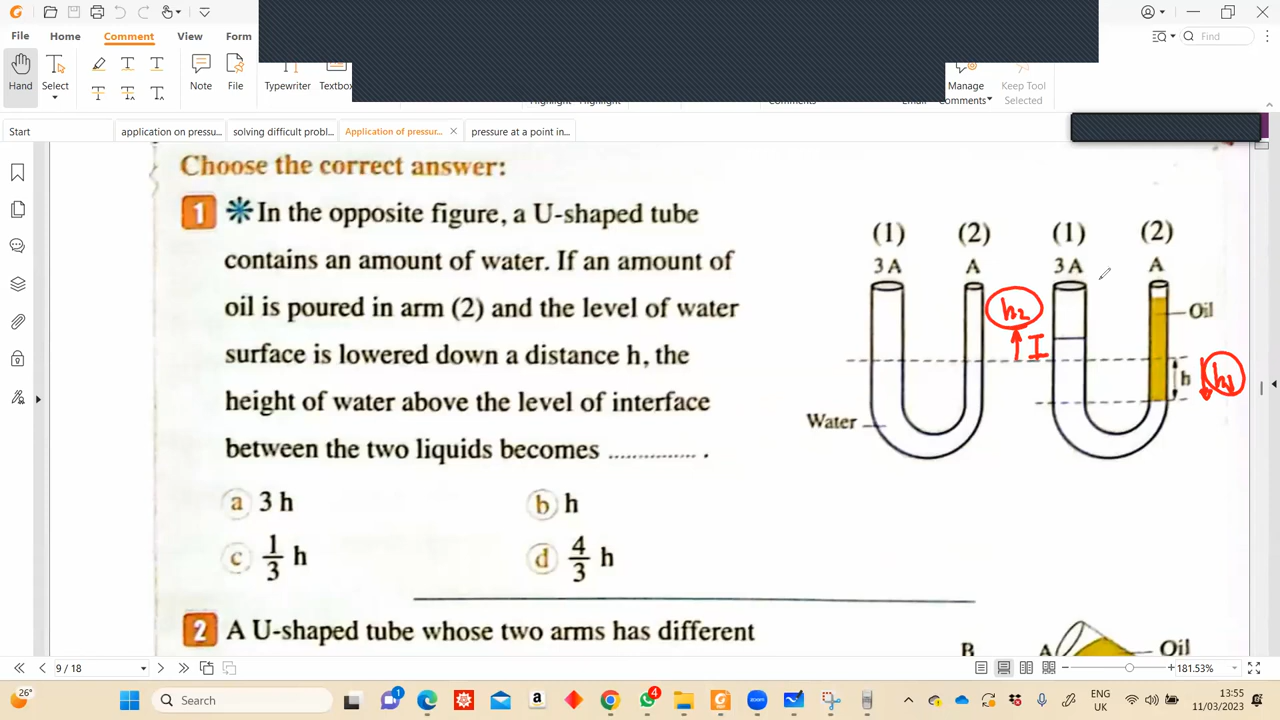 File Home Comment View Form
Find
Hand Select Note File Typewriter Textbox Manage Comments Keep Tool Selected
Start application on pressu... solving difficult probl... Application of pressur... pressure at a point in...
Choose the correct answer:
1 In the opposite figure, a U-shaped tube
contains an amount of water. If an amount of
oil is poured in arm (2) and the level of water
surface is lowered down a distance h, the
height of water above the level of interface
between the two liquids becomes ............... .
a 3 h b h
c 1/3 h d 4/3 h
(1) (2) (1) (2)
3 A A 3 A A
h2
Oil
I
h
h1
Water
2 A U-shaped tube whose two arms has different
B A Oil
9 / 18
181.53%
26°
Search
1
4
ENG
UK
13:55
11/03/2023